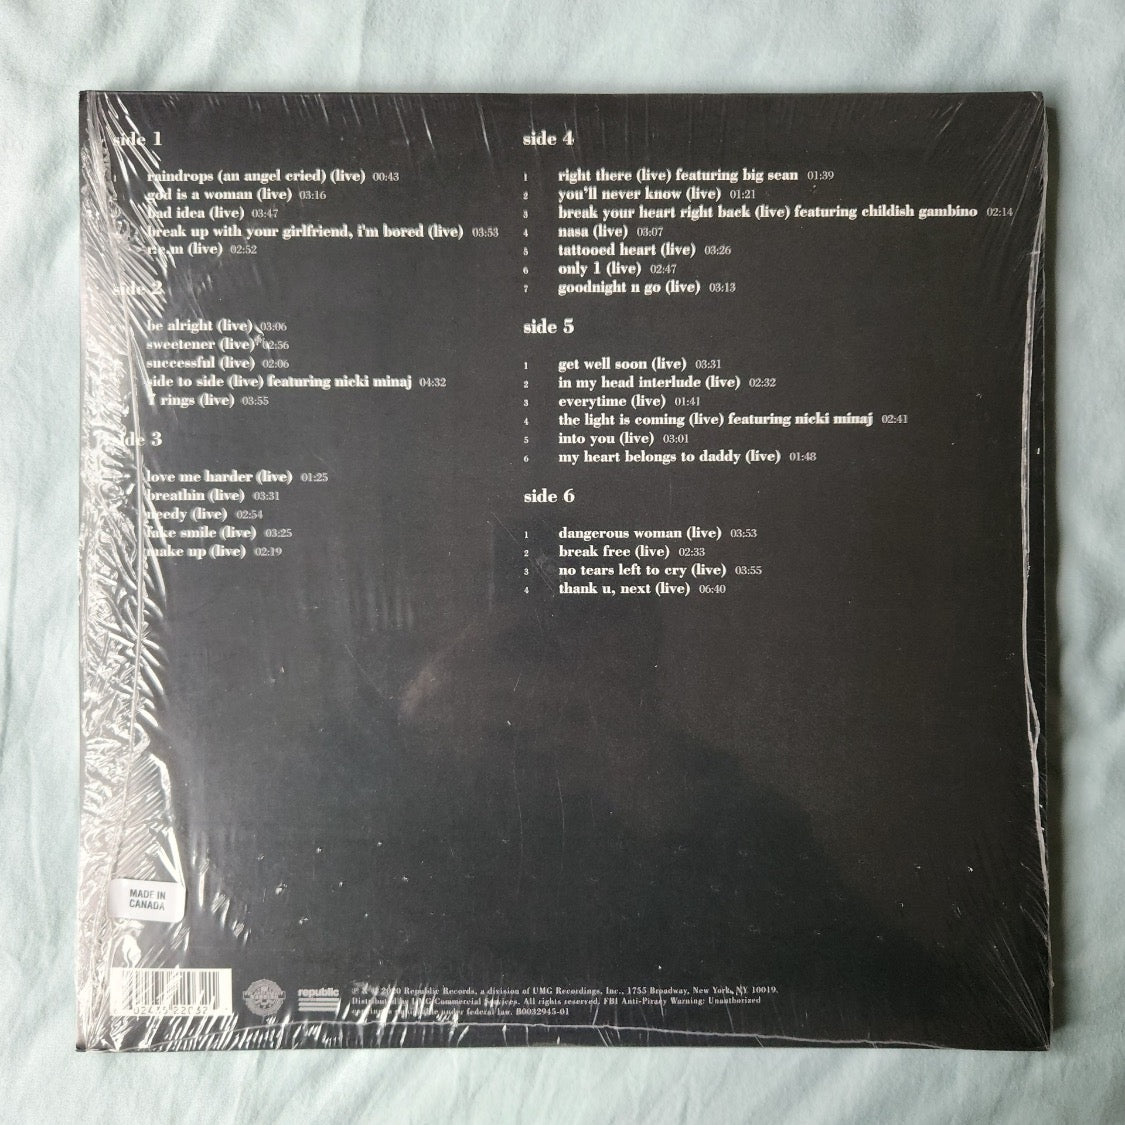 side 1
raindrops (an angel cried) (live) 00:43
god is a woman (live) 03:16
bad idea (live) 03:47
break up with your girlfriend, i'm bored (live) 03:53
r.e.m (live) 02:52
side 2
be alright (live) 03:06
sweetener (live) 02:56
successful (live) 02:06
side to side (live) featuring nicki minaj 04:32
7 rings (live) 03:55
side 3
love me harder (live) 01:25
breathin (live) 03:31
needy (live) 02:54
fake smile (live) 03:25
make up (live) 02:19
side 4
1 right there (live) featuring big sean 01:39
2 you'll never know (live) 01:21
3 break your heart right back (live) featuring childish gambino 02:14
4 nasa (live) 03:07
5 tattooed heart (live) 03:26
6 only 1 (live) 02:47
7 goodnight n go (live) 03:13
side 5
1 get well soon (live) 03:31
2 in my head interlude (live) 02:32
3 everytime (live) 01:41
4 the light is coming (live) featuring nicki minaj 02:41
5 into you (live) 03:01
6 my heart belongs to daddy (live) 01:48
side 6
1 dangerous woman (live) 03:53
2 break free (live) 02:33
3 no tears left to cry (live) 03:55
4 thank u, next (live) 06:40
MADE IN
CANADA
republic
℗ & © 2020 Republic Records, a division of UMG Recordings, Inc., 1755 Broadway, New York, NY 10019.
Distributed by UMG Commercial Services. All rights reserved. FBI Anti-Piracy Warning: Unauthorized
under federal law. B0032945-01